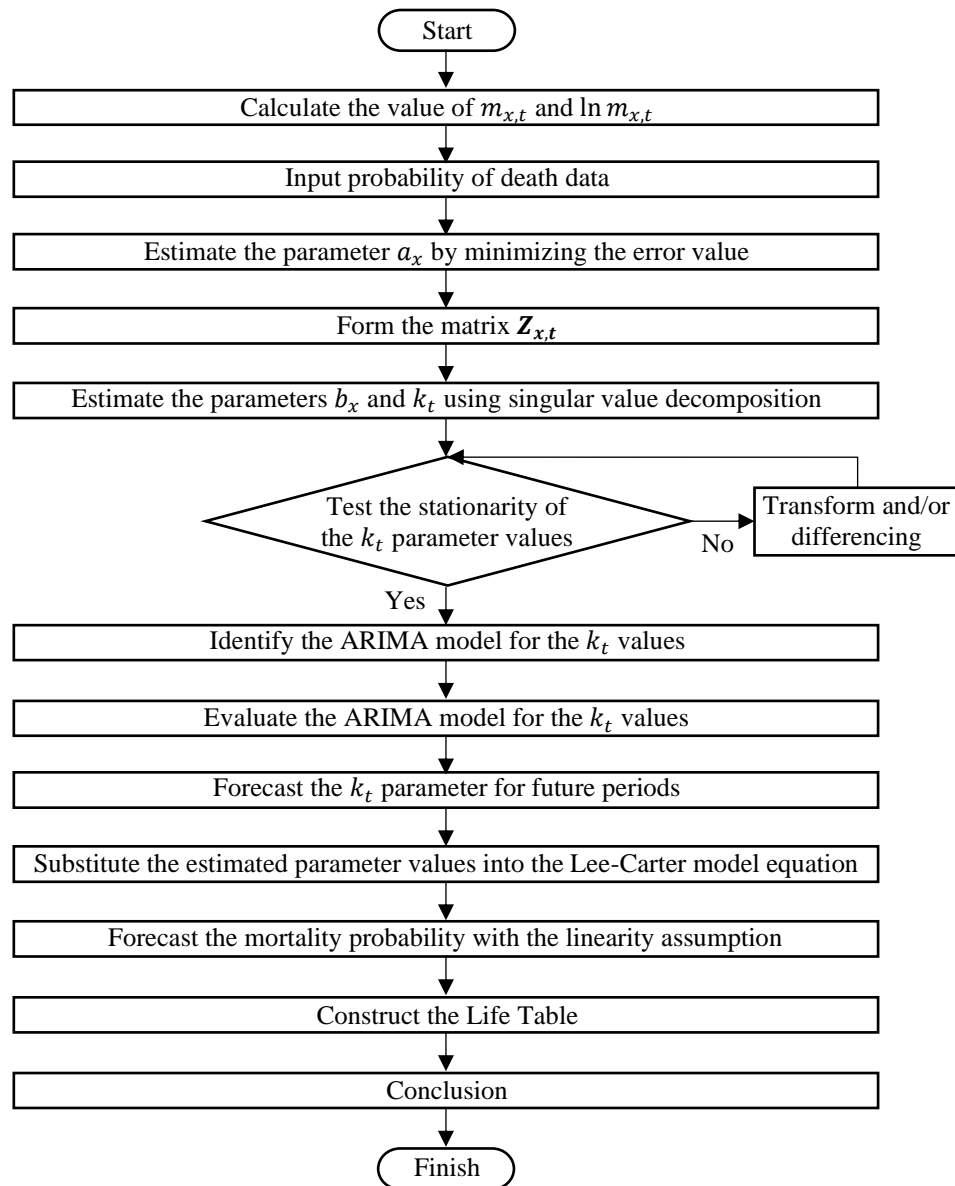 Start
Calculate the value of m_{x,t} and ln m_{x,t}
Input probability of death data
Estimate the parameter a_x by minimizing the error value
Form the matrix Z_{x,t}
Estimate the parameters b_x and k_t using singular value decomposition
Test the stationarity of
the k_t parameter values
No
Transform and/or
differencing
Yes
Identify the ARIMA model for the k_t values
Evaluate the ARIMA model for the k_t values
Forecast the k_t parameter for future periods
Substitute the estimated parameter values into the Lee-Carter model equation
Forecast the mortality probability with the linearity assumption
Construct the Life Table
Conclusion
Finish